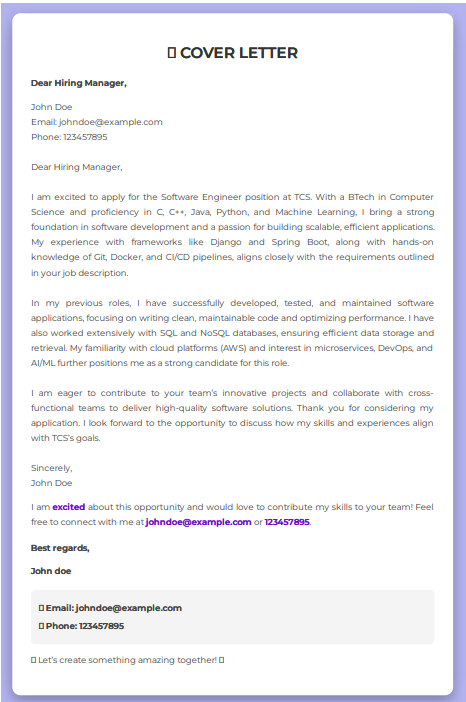 ▯ COVER LETTER
Dear Hiring Manager,
John Doe
Email: johndoe@example.com
Phone: 123457895
Dear Hiring Manager,
I am excited to apply for the Software Engineer position at TCS. With a BTech in Computer
Science and proficiency in C, C++, Java, Python, and Machine Learning, I bring a strong
foundation in software development and a passion for building scalable, efficient applications.
My experience with frameworks like Django and Spring Boot, along with hands-on
knowledge of Git, Docker, and CI/CD pipelines, aligns closely with the requirements outlined
in your job description.
In my previous roles, I have successfully developed, tested, and maintained software
applications, focusing on writing clean, maintainable code and optimizing performance. I have
also worked extensively with SQL and NoSQL databases, ensuring efficient data storage and
retrieval. My familiarity with cloud platforms (AWS) and interest in microservices, DevOps, and
AI/ML further positions me as a strong candidate for this role.
I am eager to contribute to your team's innovative projects and collaborate with cross-
functional teams to deliver high-quality software solutions. Thank you for considering my
application. I look forward to the opportunity to discuss how my skills and experiences align
with TCS's goals.
Sincerely,
John Doe
I am excited about this opportunity and would love to contribute my skills to your team! Feel
free to connect with me at johndoe@example.com or 123457895.
Best regards,
John doe
▯ Email: johndoe@example.com
▯ Phone: 123457895
▯ Let's create something amazing together! ▯